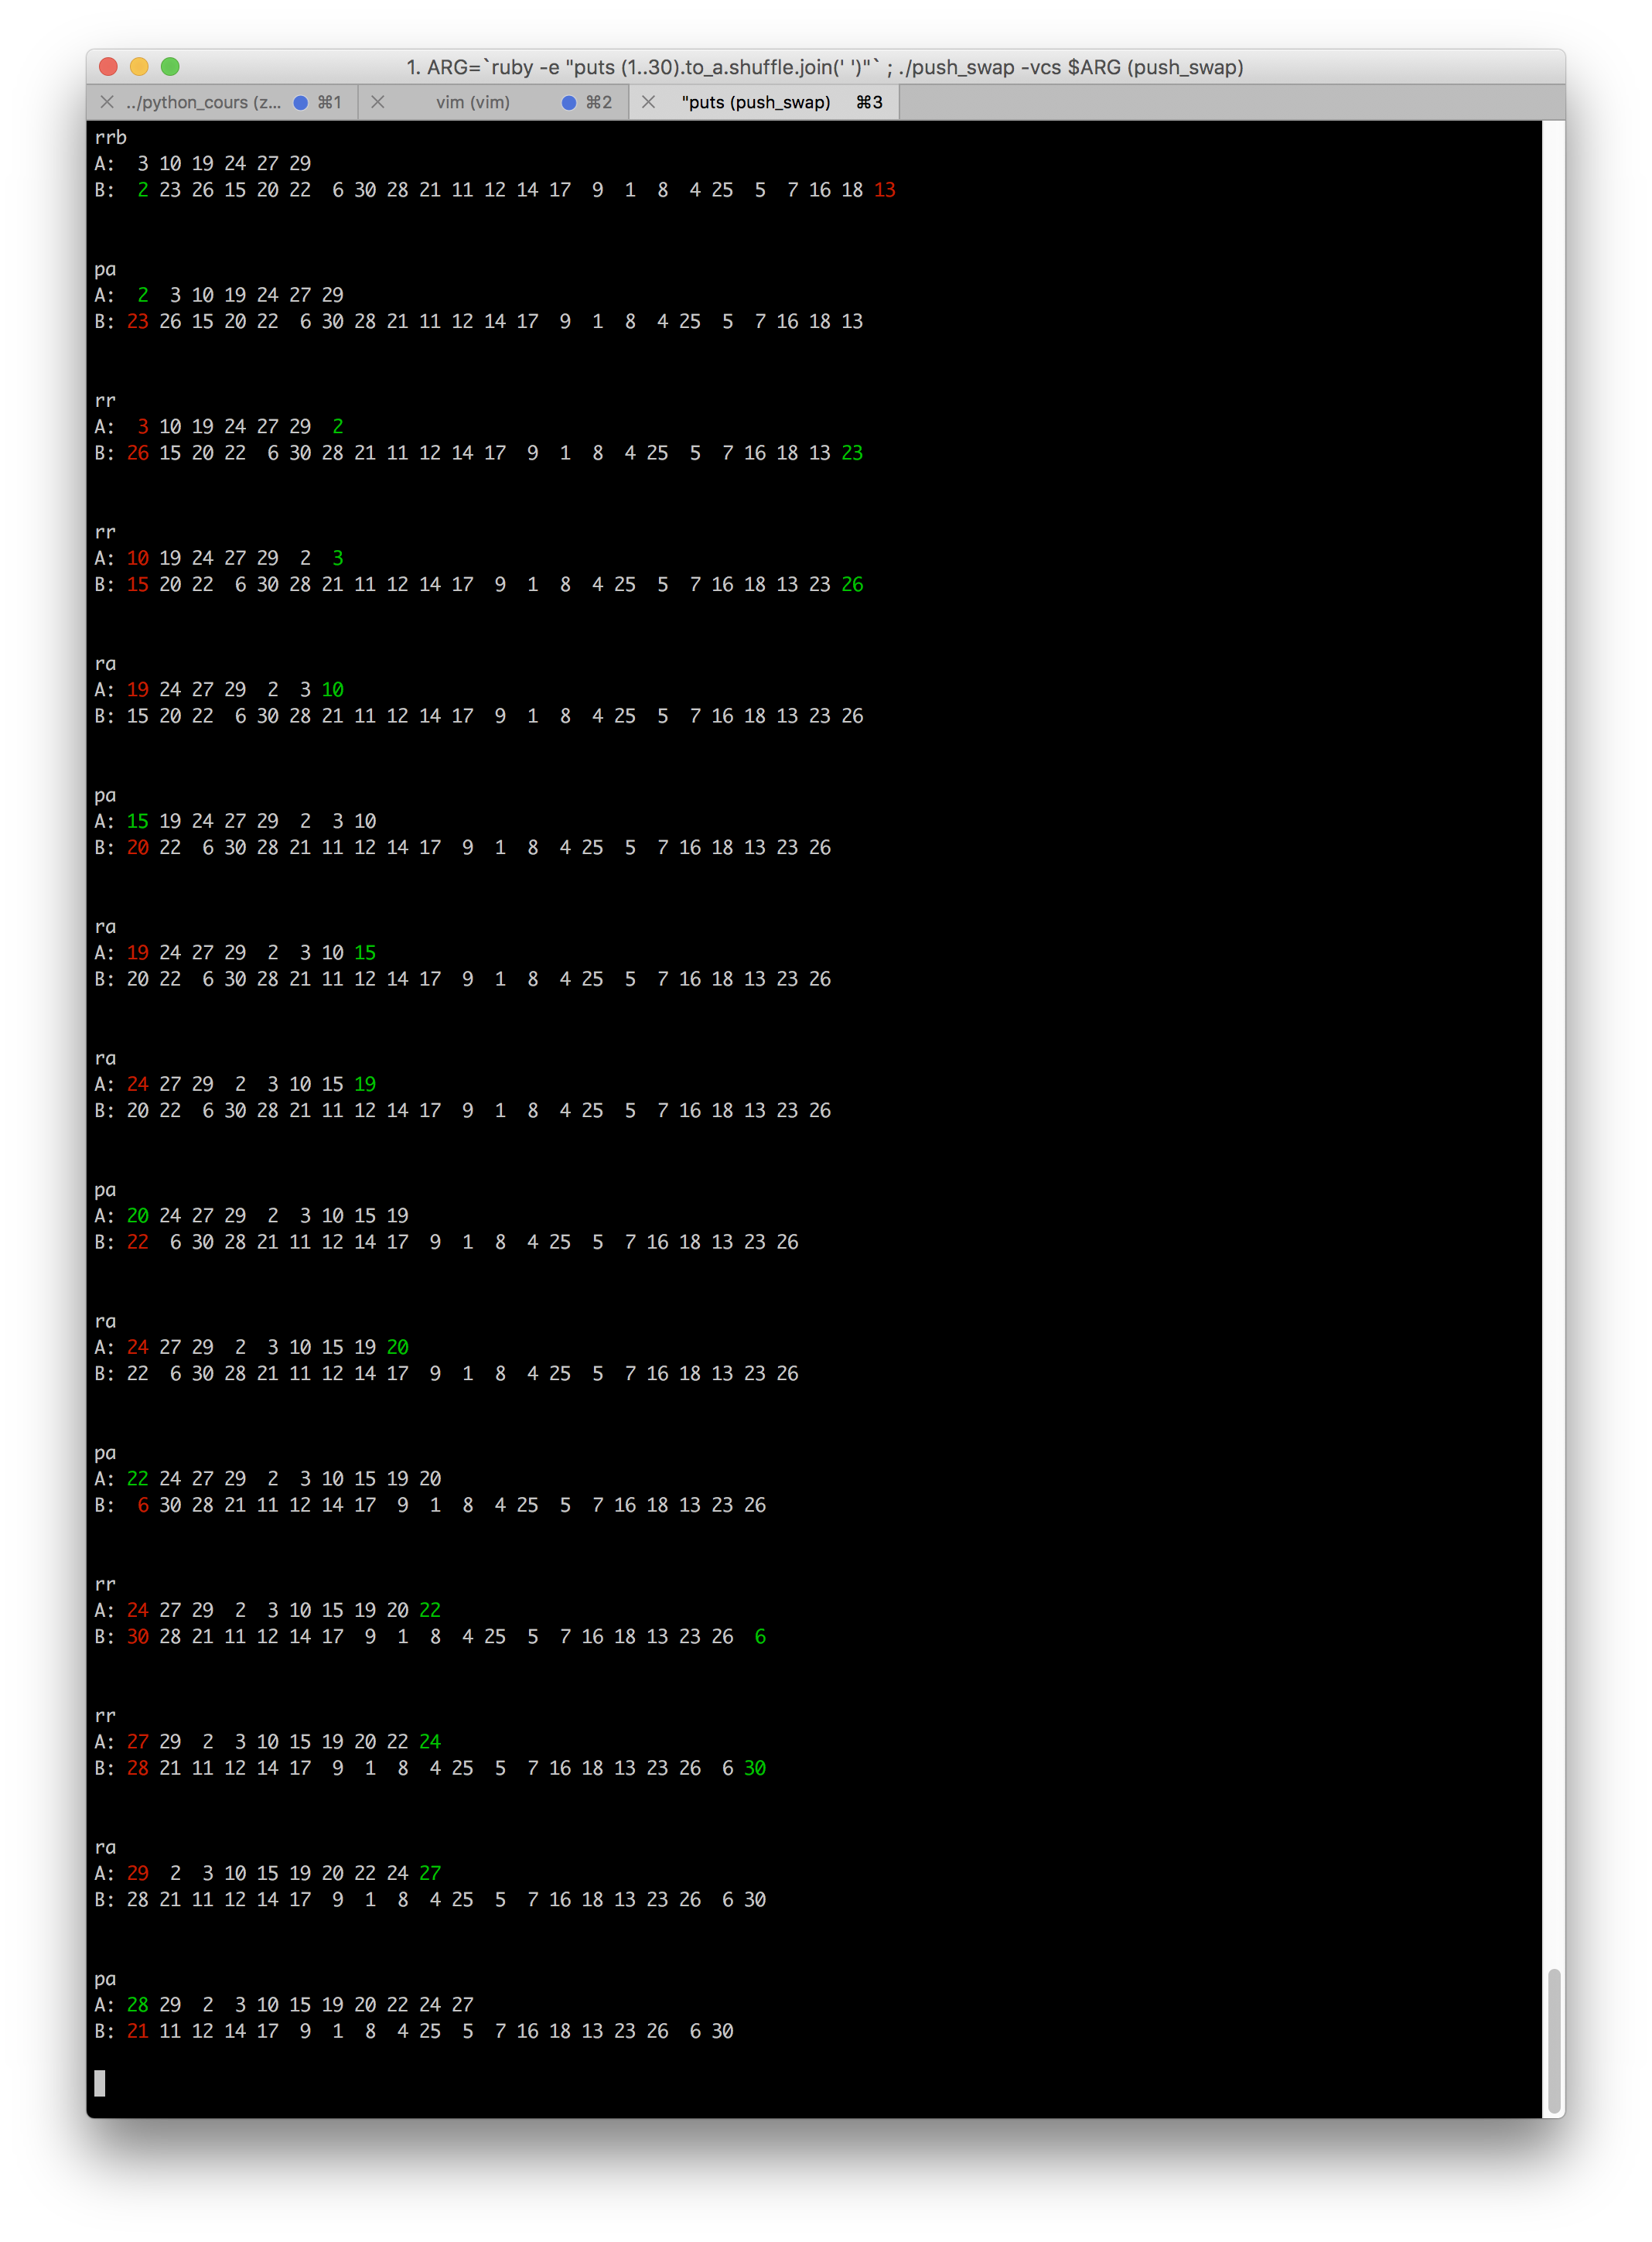 1. ARG=`ruby -e "puts (1..30).to_a.shuffle.join(' ')"` ; ./push_swap -vcs $ARG (push_swap)
../python_cours (z... ⌘1 vim (vim) ⌘2 "puts (push_swap) ⌘3
rrb
A:  3 10 19 24 27 29
B:  2 23 26 15 20 22  6 30 28 21 11 12 14 17  9  1  8  4 25  5  7 16 18 13
pa
A:  2  3 10 19 24 27 29
B: 23 26 15 20 22  6 30 28 21 11 12 14 17  9  1  8  4 25  5  7 16 18 13
rr
A:  3 10 19 24 27 29  2
B: 26 15 20 22  6 30 28 21 11 12 14 17  9  1  8  4 25  5  7 16 18 13 23
rr
A: 10 19 24 27 29  2  3
B: 15 20 22  6 30 28 21 11 12 14 17  9  1  8  4 25  5  7 16 18 13 23 26
ra
A: 19 24 27 29  2  3 10
B: 15 20 22  6 30 28 21 11 12 14 17  9  1  8  4 25  5  7 16 18 13 23 26
pa
A: 15 19 24 27 29  2  3 10
B: 20 22  6 30 28 21 11 12 14 17  9  1  8  4 25  5  7 16 18 13 23 26
ra
A: 19 24 27 29  2  3 10 15
B: 20 22  6 30 28 21 11 12 14 17  9  1  8  4 25  5  7 16 18 13 23 26
ra
A: 24 27 29  2  3 10 15 19
B: 20 22  6 30 28 21 11 12 14 17  9  1  8  4 25  5  7 16 18 13 23 26
pa
A: 20 24 27 29  2  3 10 15 19
B: 22  6 30 28 21 11 12 14 17  9  1  8  4 25  5  7 16 18 13 23 26
ra
A: 24 27 29  2  3 10 15 19 20
B: 22  6 30 28 21 11 12 14 17  9  1  8  4 25  5  7 16 18 13 23 26
pa
A: 22 24 27 29  2  3 10 15 19 20
B:  6 30 28 21 11 12 14 17  9  1  8  4 25  5  7 16 18 13 23 26
rr
A: 24 27 29  2  3 10 15 19 20 22
B: 30 28 21 11 12 14 17  9  1  8  4 25  5  7 16 18 13 23 26  6
rr
A: 27 29  2  3 10 15 19 20 22 24
B: 28 21 11 12 14 17  9  1  8  4 25  5  7 16 18 13 23 26  6 30
ra
A: 29  2  3 10 15 19 20 22 24 27
B: 28 21 11 12 14 17  9  1  8  4 25  5  7 16 18 13 23 26  6 30
pa
A: 28 29  2  3 10 15 19 20 22 24 27
B: 21 11 12 14 17  9  1  8  4 25  5  7 16 18 13 23 26  6 30